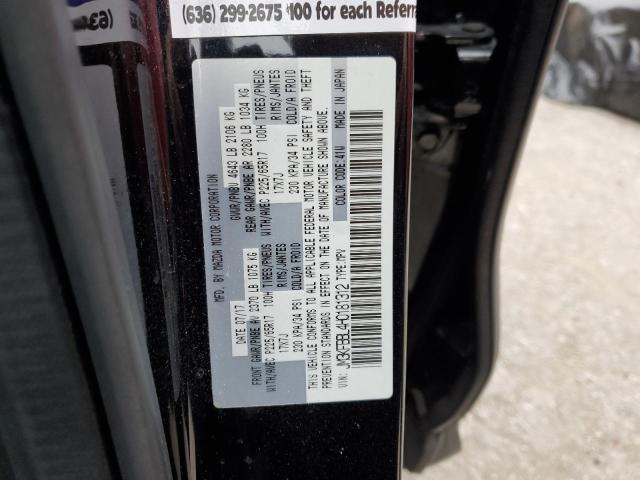 (636) 299-2675 $100 for each Referr
(63
MFD. BY MAZDA MOTOR CORPORATION
DATE 07/17
GVWR/PNBV 4643 LB 2106 KG
FRONT GAWR/PNBE AV 2370 LB 1075 KG
REAR GAWR/PNBE AR 2280 LB 1034 KG
WITH/AVEC P225/65R17 100H TIRES/PNEUS
WITH/AVEC P225/65R17 100H TIRES/PNEUS
17X7J RIMS/JANTES
17X7J RIMS/JANTES
230 KPA/34 PSI COLD/A FROID
230 KPA/34 PSI COLD/A FROID
THIS VEHICLE CONFORMS TO ALL APPLICABLE FEDERAL MOTOR VEHICLE SAFETY AND THEFT
PREVENTION STANDARDS IN EFFECT ON THE DATE OF MANUFACTURE SHOWN ABOVE.
VIN: JM3KFBBL4H0181312 TYPE:MPV COLOR CODE:41W MADE IN JAPAN